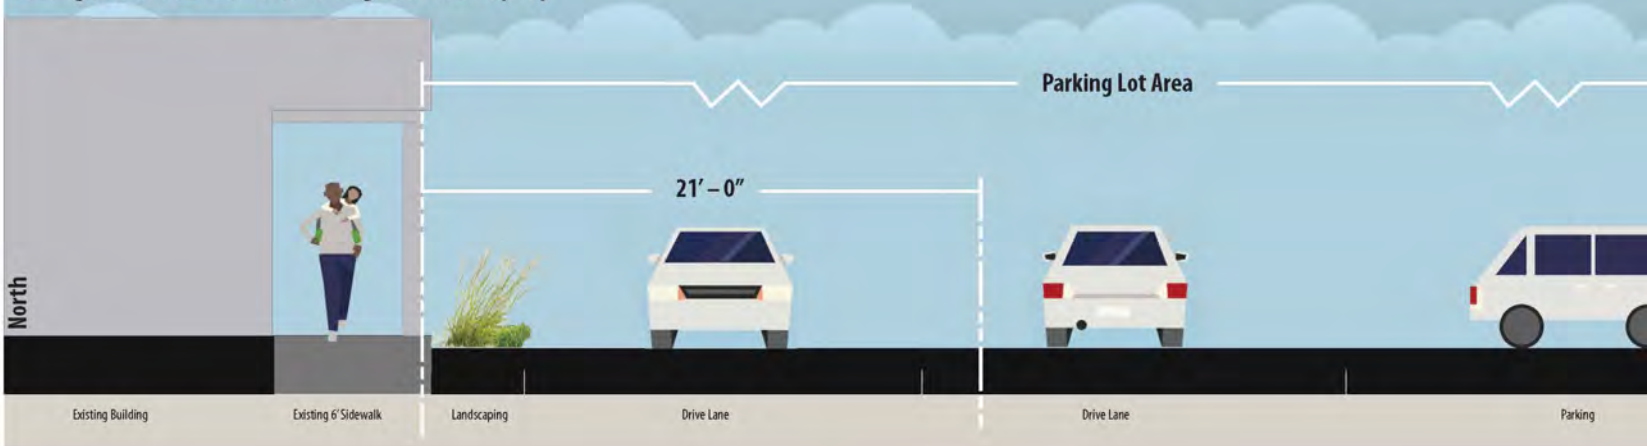 Parking Lot Area
21' – 0"
North
Existing Building
Existing 6' Sidewalk
Landscaping
Drive Lane
Drive Lane
Parking